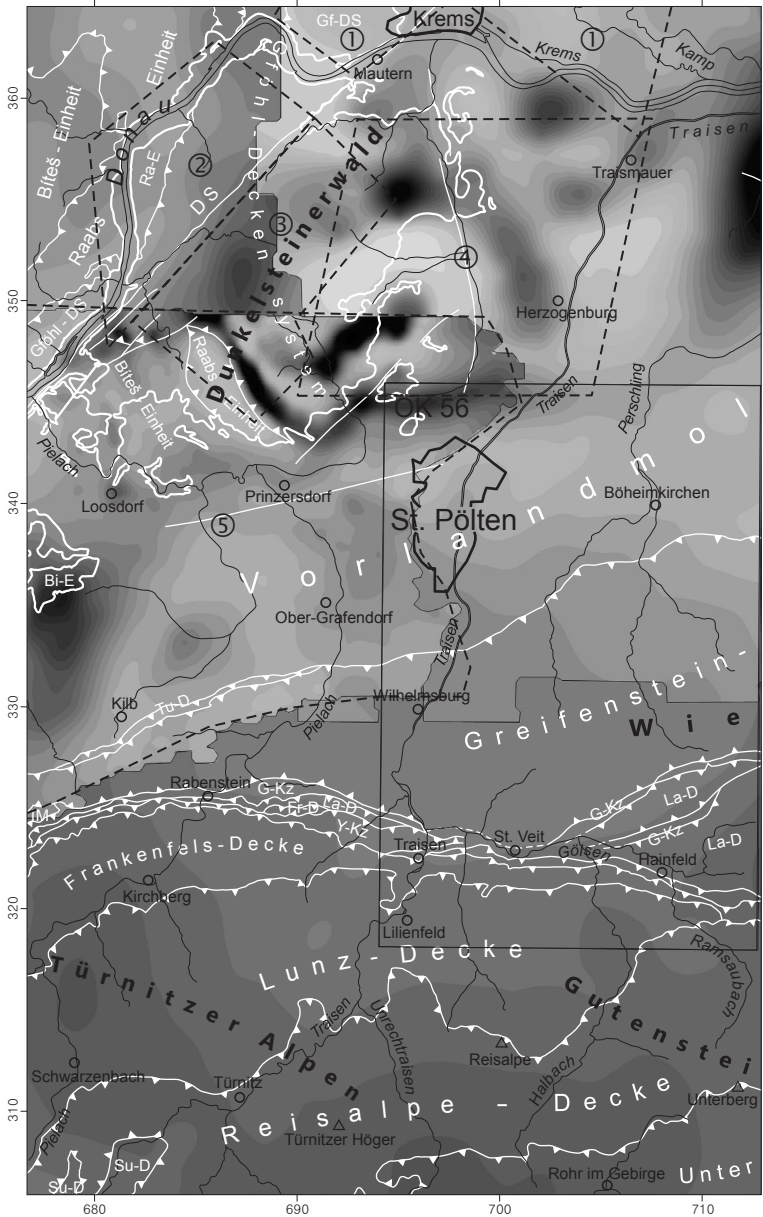 Gf-DS
Krems
1
1
Krems
Kamp
Mautern
360
Einheit
Donau
Gföhl-Decken
system
Bíteš - Einheit
Ra-E
2
DS
Dunkelsteinerwald
Traisen
Traismauer
Raabs
3
4
350
Herzogenburg
Gföhl - DS
Raabs
Einheit
Bíteš
Einheit
ÖK 56
Traisen
Perschling
Pielach
340
Loosdorf
Prinzersdorf
5
St. Pölten
Böheimkirchen
Vorlandmol
Bi-E
Ober-Grafendorf
Traisen
330
Kilb
Tu-D
Pielach
Wilhelmsburg
Greifenstein-
Wie
Rabenstein
IM
G-Kz
La-D
Fr-D
Y-Kz
G-Kz
La-D
G-Kz
La-D
Frankenfels-Decke
Traisen
St. Veit
Gölsen
Hainfeld
Kirchberg
320
Lilienfeld
Lunz-Decke
Ramsaubach
Türnitzer Alpen
Gutenstei
Traisen
Unrechtraisen
Reisalpe
Halbach
Schwarzenbach
Türnitz
310
Pielach
Reisalpe - Decke
Unterberg
Türnitzer Höger
Su-D
Su-D
Rohr im Gebirge
Unter
680
690
700
710